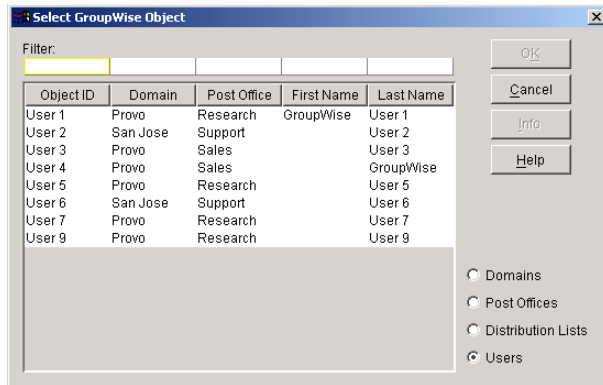 Select GroupWise Object
Filter:
OK
Cancel
Info
Help
Object ID Domain Post Office First Name Last Name
User 1 Provo Research GroupWise User 1
User 2 San Jose Support User 2
User 3 Provo Sales User 3
User 4 Provo Sales GroupWise
User 5 Provo Research User 5
User 6 San Jose Support User 6
User 7 Provo Research User 7
User 9 Provo Research User 9
Domains
Post Offices
Distribution Lists
Users